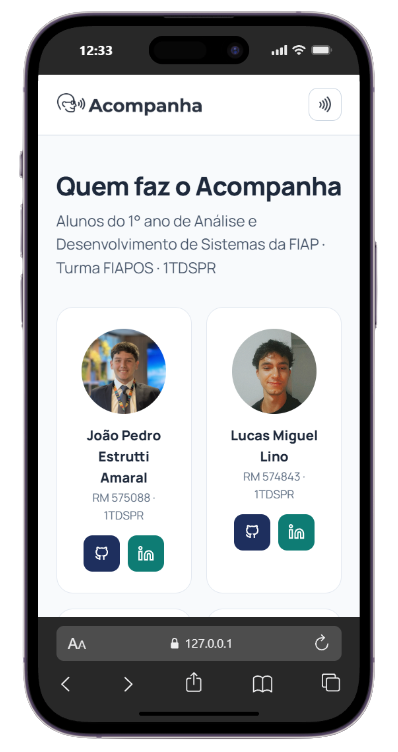 12:33
Acompanha
Quem faz o Acompanha
Alunos do 1º ano de Análise e
Desenvolvimento de Sistemas da FIAP ·
Turma FIAPOS · 1TDSPR
João Pedro
Estrutti
Amaral
RM 575088 ·
1TDSPR
in
Lucas Miguel
Lino
RM 574843 ·
1TDSPR
in
AA
127.0.0.1